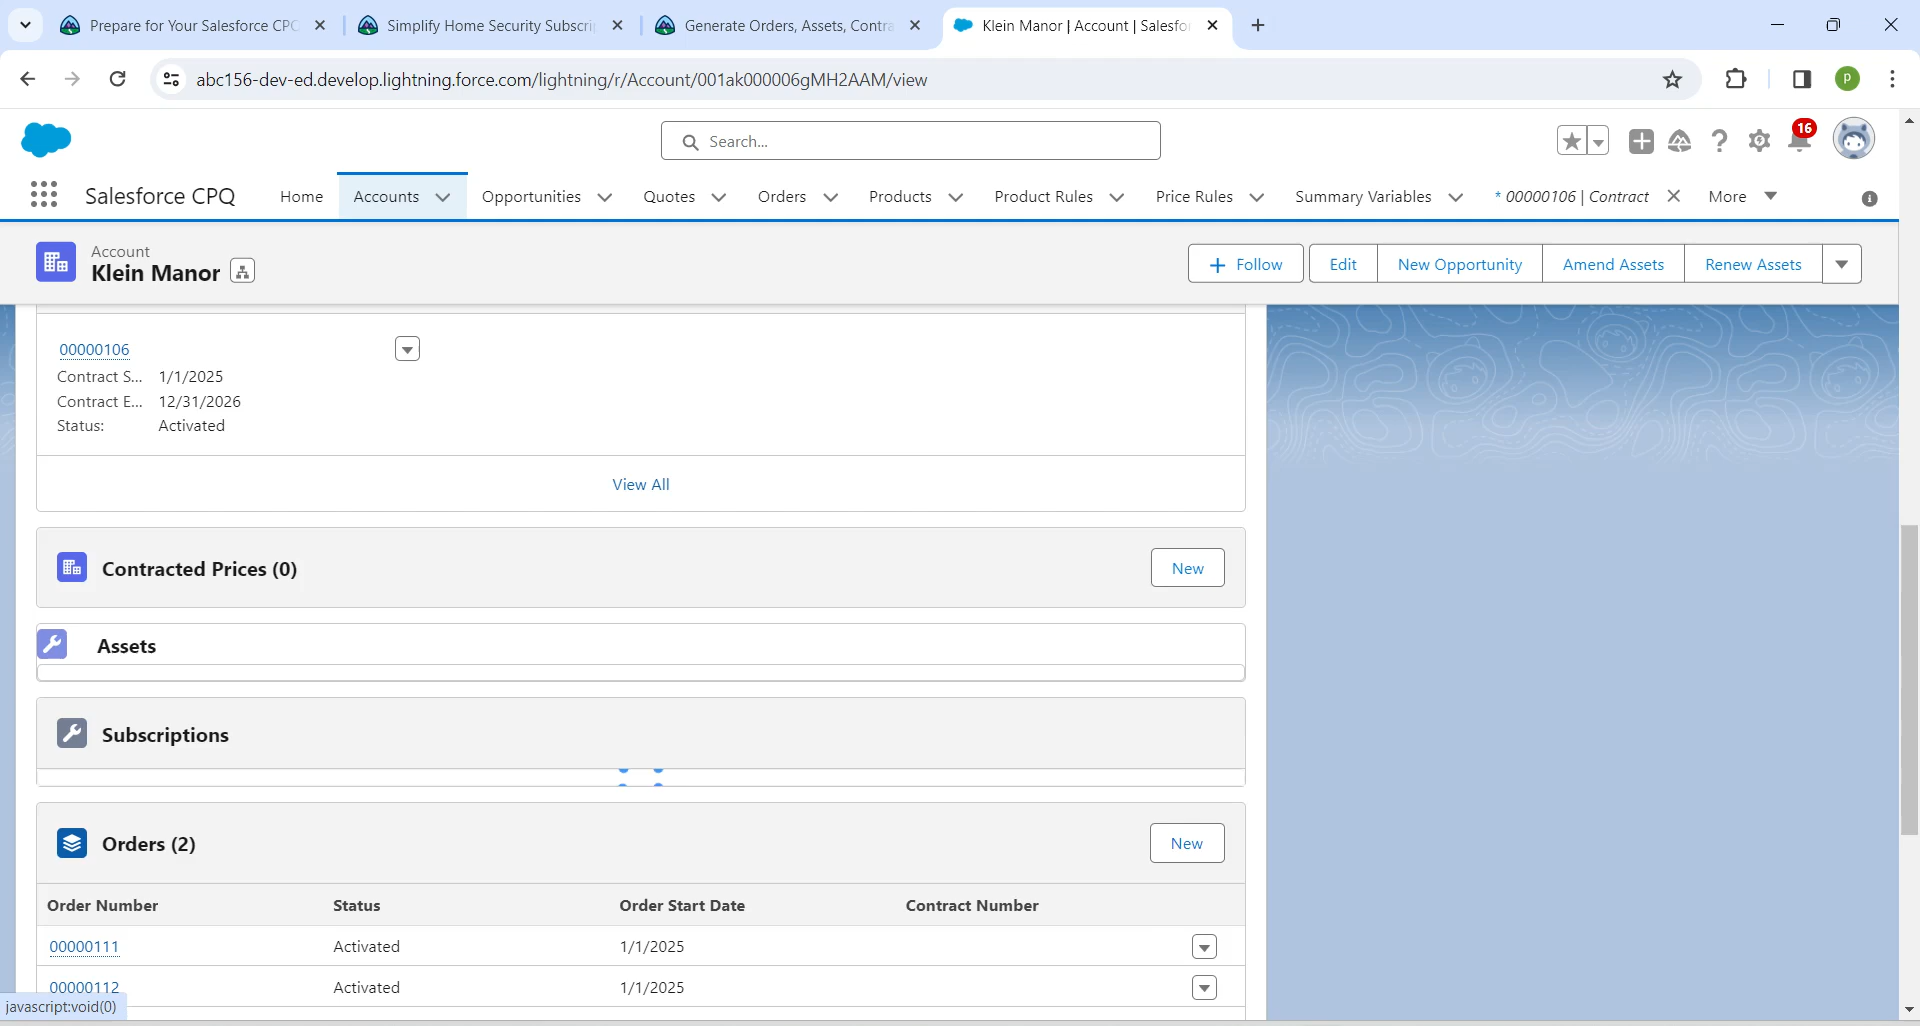 Prepare for Your Salesforce CPQ
Simplify Home Security Subscri
Generate Orders, Assets, Contra
Klein Manor | Account | Salesfor
abc156-dev-ed.develop.lightning.force.com/lightning/r/Account/001ak000006gMH2AAM/view
P
Search...
16
Salesforce CPQ
Home
Accounts
Opportunities
Quotes
Orders
Products
Product Rules
Price Rules
Summary Variables
* 00000106 | Contract
More
Account
Klein Manor
Follow
Edit
New Opportunity
Amend Assets
Renew Assets
00000106
Contract S... 1/1/2025
Contract E... 12/31/2026
Status: Activated
View All
Contracted Prices (0)
New
Assets
Subscriptions
Orders (2)
New
Order Number Status Order Start Date Contract Number
00000111 Activated 1/1/2025
00000112 Activated 1/1/2025
javascript:void(0)